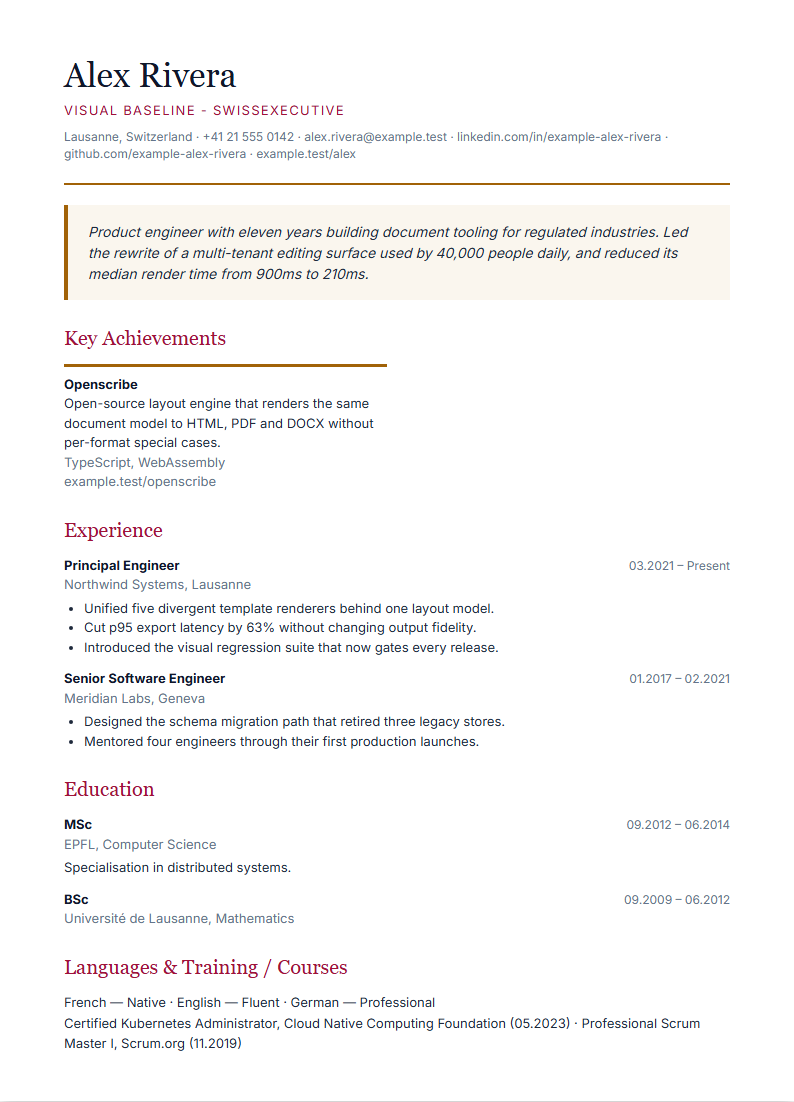 Alex Rivera
VISUAL BASELINE - SWISSEXECUTIVE
Lausanne, Switzerland · +41 21 555 0142 · alex.rivera@example.test · linkedin.com/in/example-alex-rivera ·
github.com/example-alex-rivera · example.test/alex
Product engineer with eleven years building document tooling for regulated industries. Led
the rewrite of a multi-tenant editing surface used by 40,000 people daily, and reduced its
median render time from 900ms to 210ms.
Key Achievements
Openscribe
Open-source layout engine that renders the same
document model to HTML, PDF and DOCX without
per-format special cases.
TypeScript, WebAssembly
example.test/openscribe
Experience
Principal Engineer 03.2021 – Present
Northwind Systems, Lausanne
• Unified five divergent template renderers behind one layout model.
• Cut p95 export latency by 63% without changing output fidelity.
• Introduced the visual regression suite that now gates every release.
Senior Software Engineer 01.2017 – 02.2021
Meridian Labs, Geneva
• Designed the schema migration path that retired three legacy stores.
• Mentored four engineers through their first production launches.
Education
MSc 09.2012 – 06.2014
EPFL, Computer Science
Specialisation in distributed systems.
BSc 09.2009 – 06.2012
Université de Lausanne, Mathematics
Languages & Training / Courses
French — Native · English — Fluent · German — Professional
Certified Kubernetes Administrator, Cloud Native Computing Foundation (05.2023) · Professional Scrum
Master I, Scrum.org (11.2019)